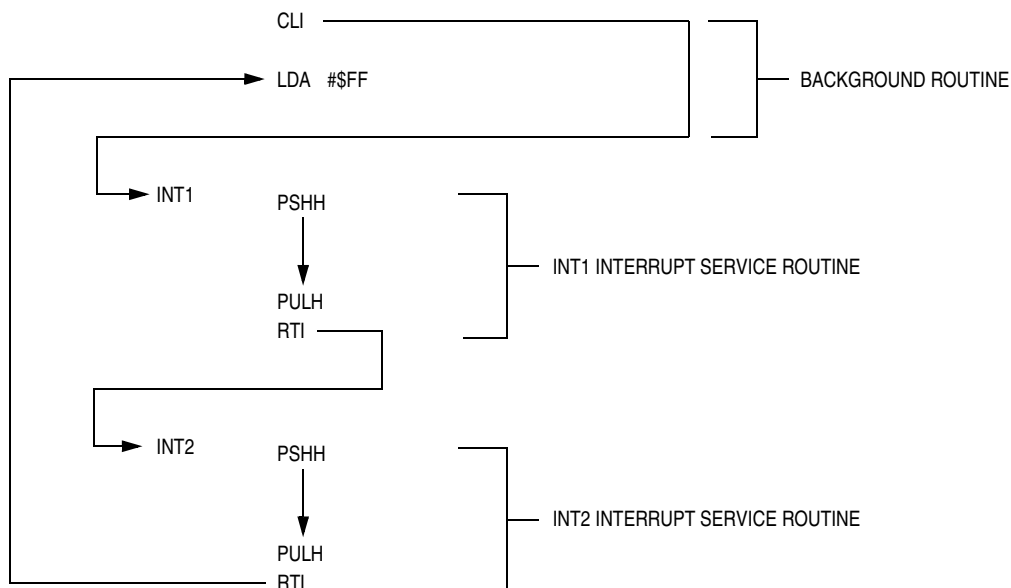 CLI
LDA #$FF
BACKGROUND ROUTINE
INT1
PSHH
INT1 INTERRUPT SERVICE ROUTINE
PULH
RTI
INT2
PSHH
INT2 INTERRUPT SERVICE ROUTINE
PULH
RTI